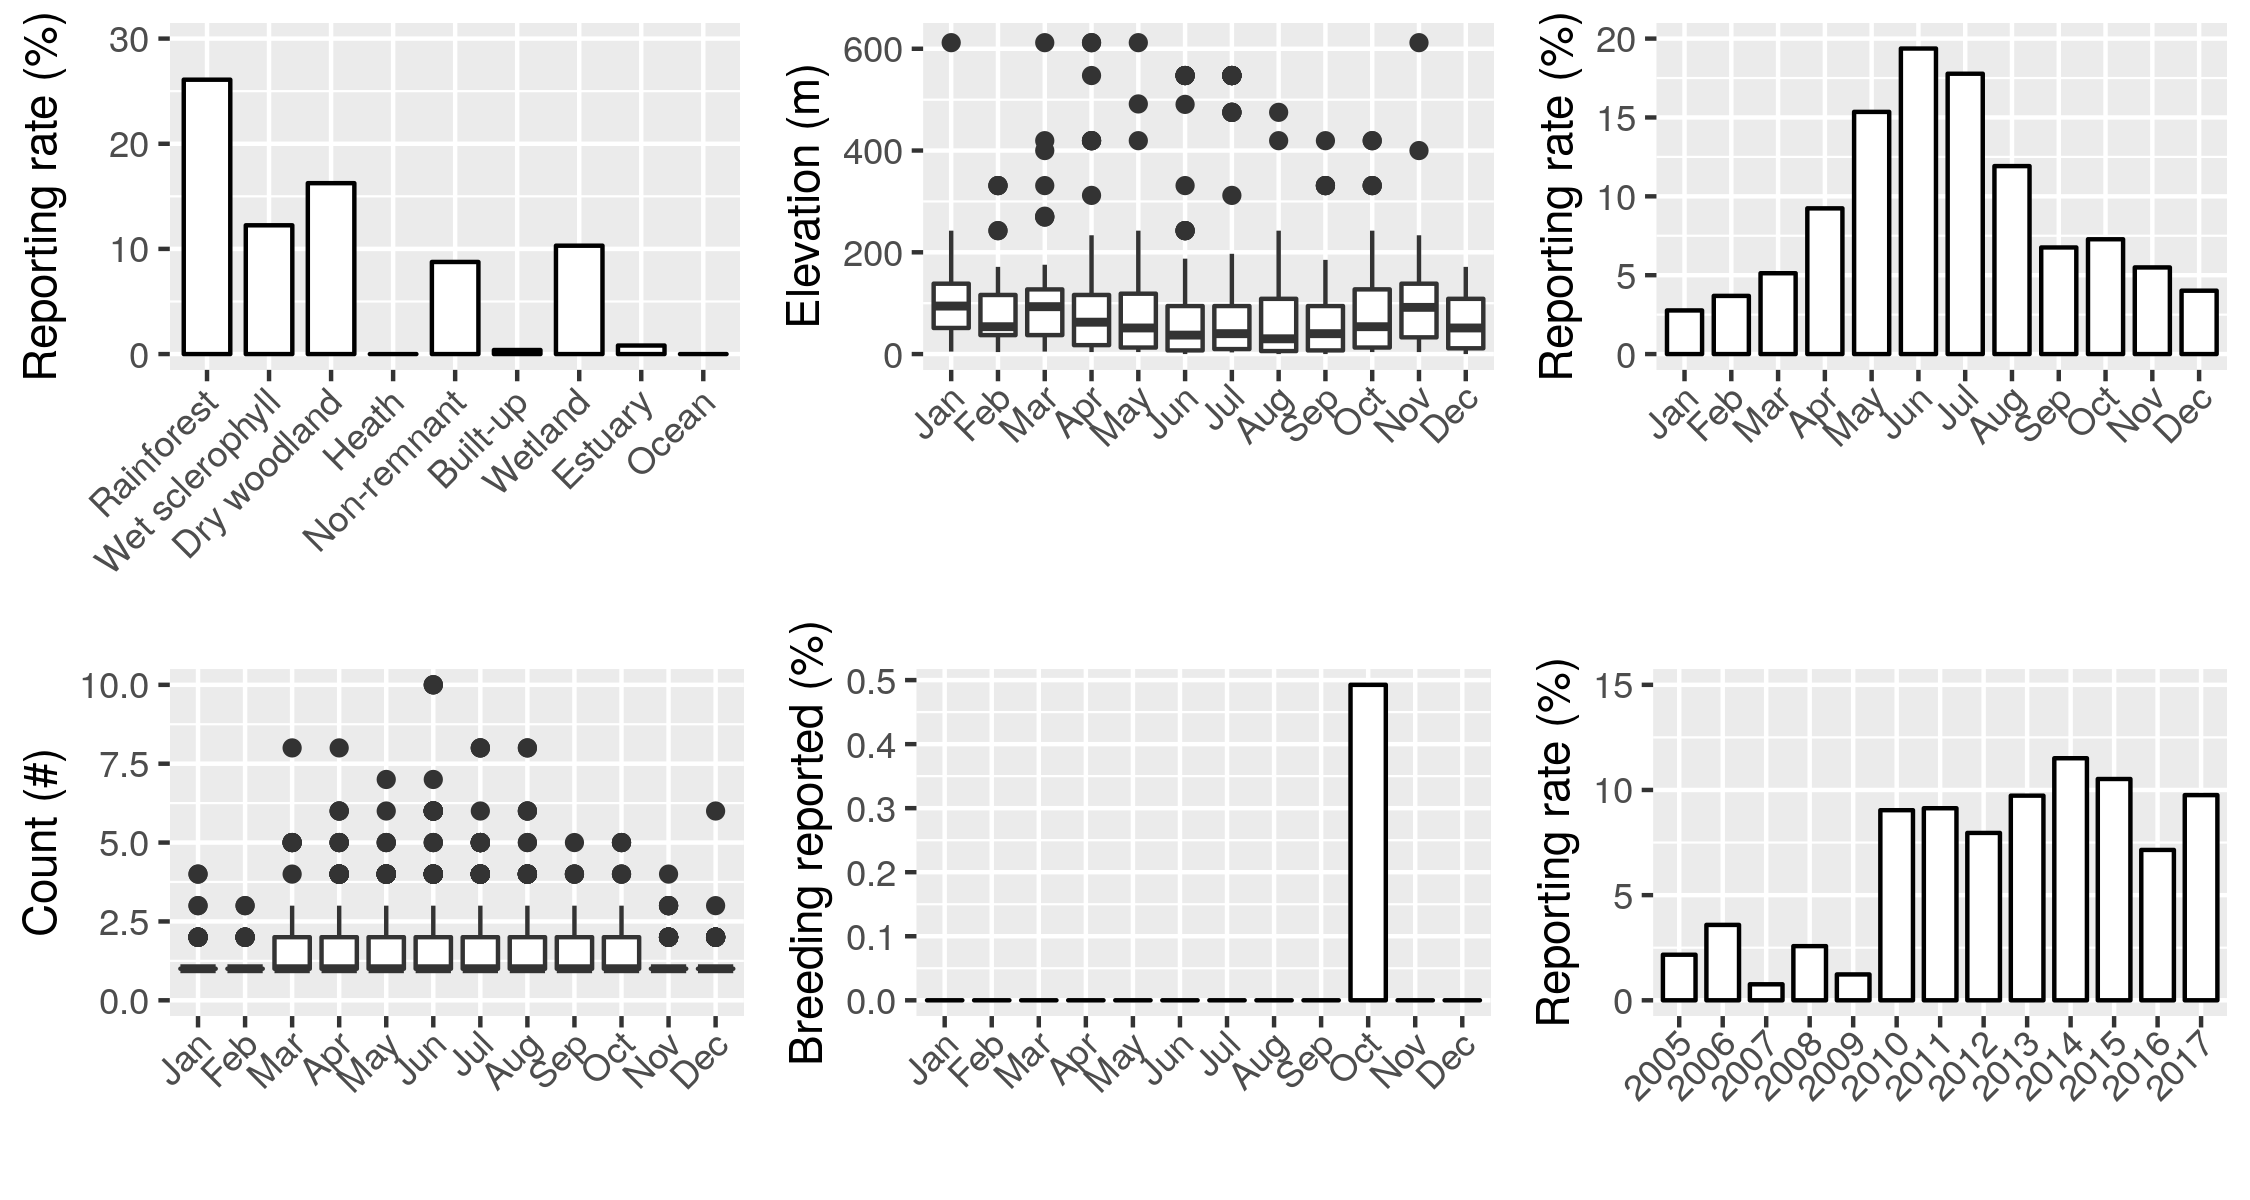 Reporting rate (%)
30
20
10
0
Rainforest
Wet sclerophyll
Dry woodland
Heath
Non-remnant
Built-up
Wetland
Estuary
Ocean
Elevation (m)
600
400
200
0
Jan
Feb
Mar
Apr
May
Jun
Jul
Aug
Sep
Oct
Nov
Dec
Reporting rate (%)
20
15
10
5
0
Jan
Feb
Mar
Apr
May
Jun
Jul
Aug
Sep
Oct
Nov
Dec
Count (#)
10.0
7.5
5.0
2.5
0.0
Jan
Feb
Mar
Apr
May
Jun
Jul
Aug
Sep
Oct
Nov
Dec
Breeding reported (%)
0.5
0.4
0.3
0.2
0.1
0.0
Jan
Feb
Mar
Apr
May
Jun
Jul
Aug
Sep
Oct
Nov
Dec
Reporting rate (%)
15
10
5
0
2005
2006
2007
2008
2009
2010
2011
2012
2013
2014
2015
2016
2017